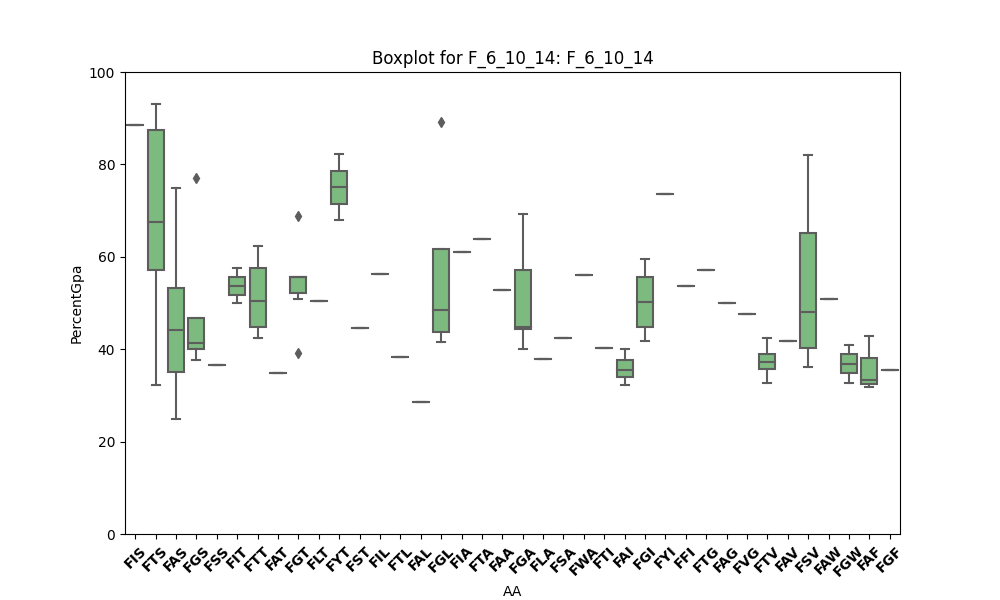 Boxplot for F_6_10_14: F_6_10_14
100
80
60
40
20
0
PercentGpa
FIS
FTS
FAS
FGS
FSS
FIT
FTT
FAT
FGT
FLT
FYT
FST
FIL
FTL
FAL
FGL
FIA
FTA
FAA
FGA
FLA
FSA
FWA
FTI
FAI
FGI
FYI
FFI
FTG
FAG
FVG
FTV
FAV
FSV
FAW
FGW
FAF
FGF
AA